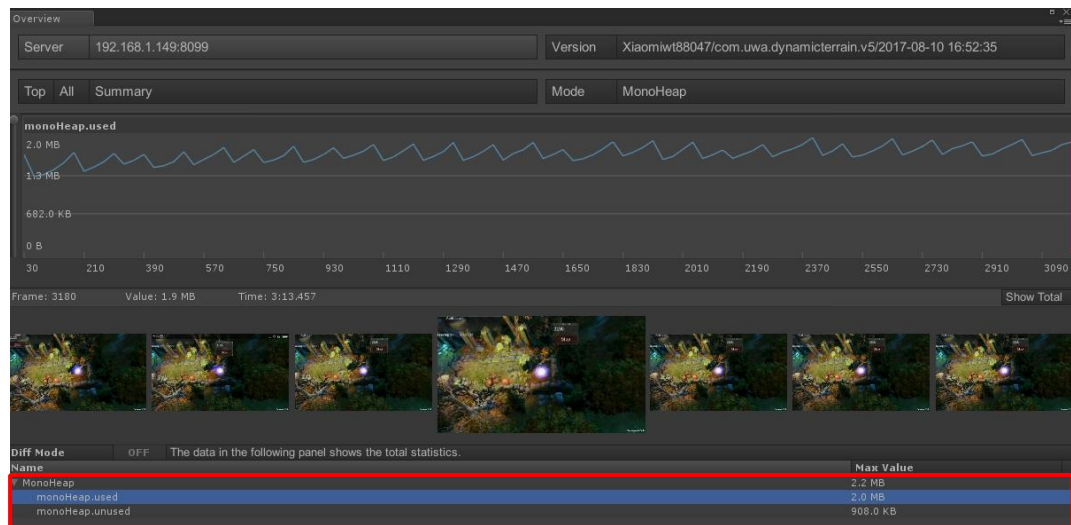 Overview
Server 192.168.1.149:8099 Version Xiaomiwt88047/com.uwa.dynamicterrain.v5/2017-08-10 16:52:35
Top All Summary Mode MonoHeap
monoHeap.used
2.0 MB
1.3 MB
682.0 KB
0 B
30 210 390 570 750 930 1110 1290 1470 1650 1830 2010 2190 2370 2550 2730 2910 3090
Frame: 3180 Value: 1.9 MB Time: 3:13.457 Show Total
Diff Mode OFF The data in the following panel shows the total statistics.
Name Max Value
MonoHeap 2.2 MB
monoHeap.used 2.0 MB
monoHeap.unused 908.0 KB